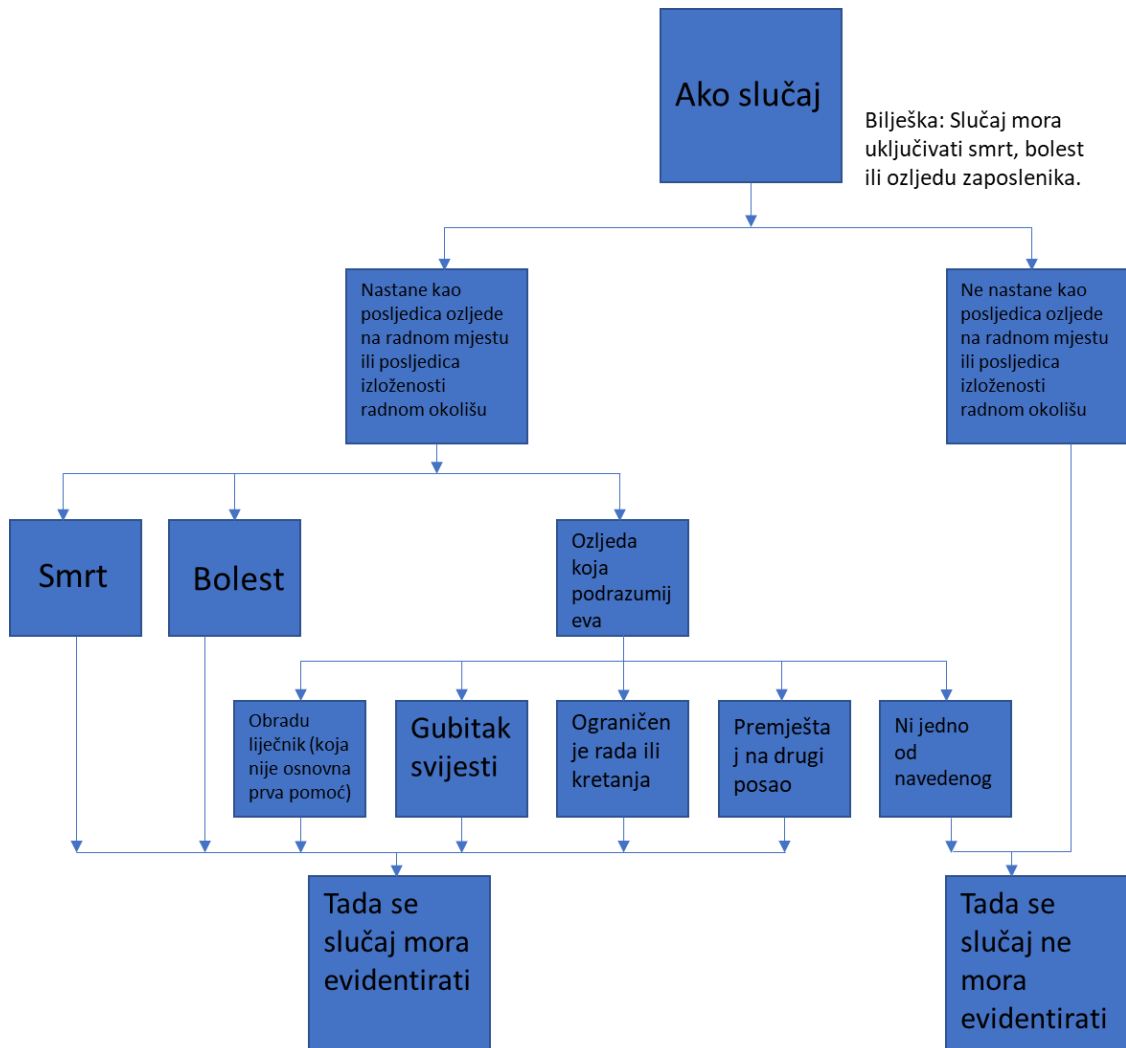 Ako slučaj
Bilješka: Slučaj mora
uključivati smrt, bolest
ili ozljedu zaposlenika.
Nastane kao
posljedica ozljede
na radnom mjestu
ili posljedica
izloženosti
radnom okolišu
Ne nastane kao
posljedica ozljede
na radnom mjestu
ili posljedica
izloženosti
radnom okolišu
Smrt
Bolest
Ozljeda
koja
podrazumij
eva
Obradu
liječnik (koja
nije osnovna
prva pomoć)
Gubitak
svijesti
Ograničen
je rada ili
kretanja
Premješta
j na drugi
posao
Ni jedno
od
navedenog
Tada se
slučaj mora
evidentirati
Tada se
slučaj ne
mora
evidentirati